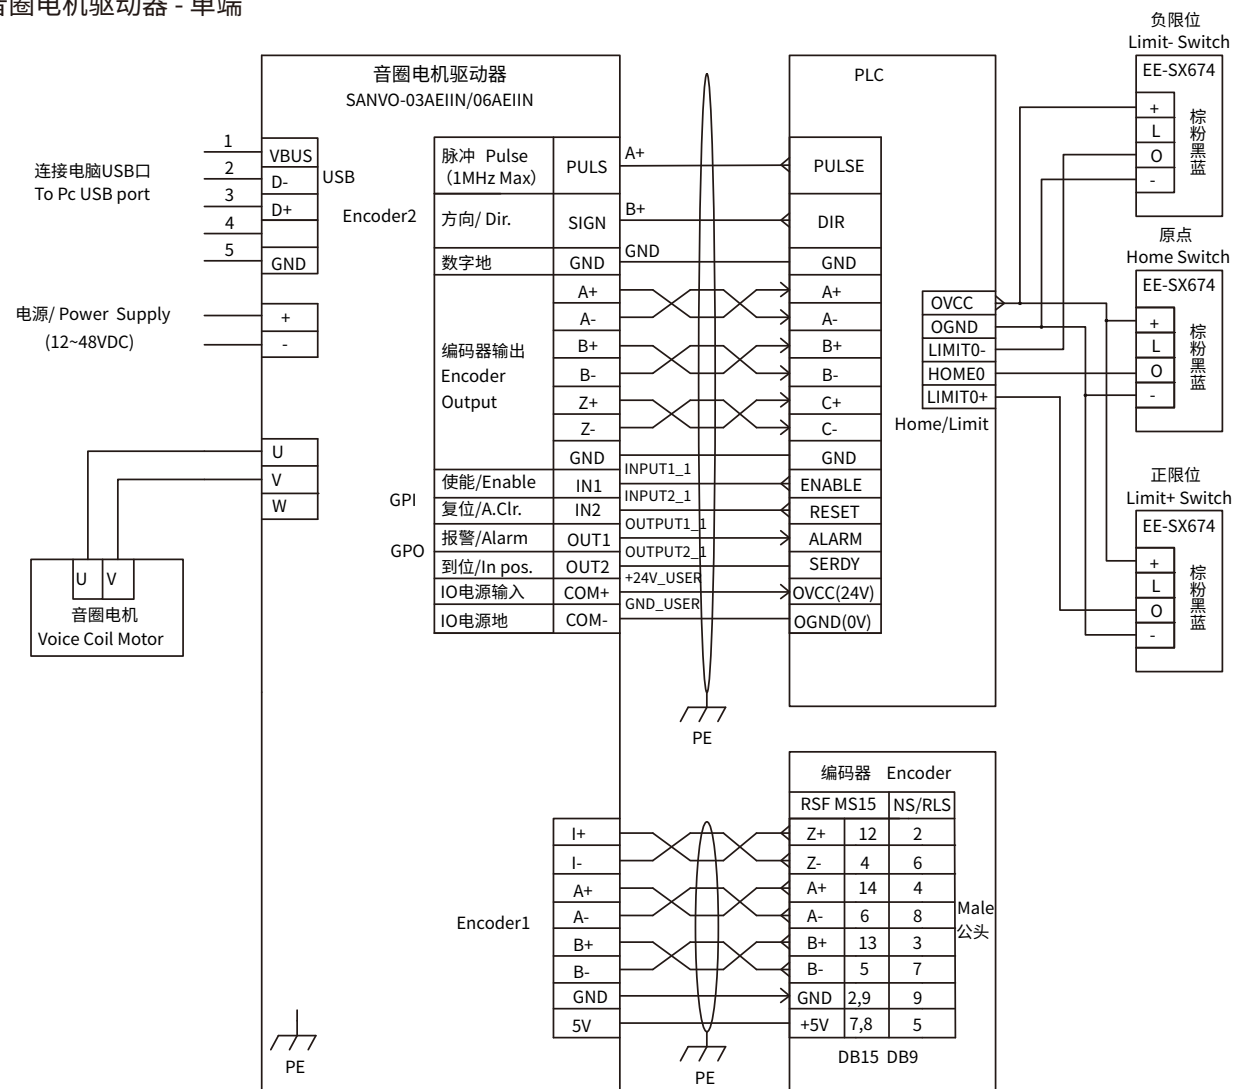 音圈电机驱动器 - 单端
音圈电机驱动器
SANVO-03AEIIN/06AEIIN
连接电脑USB口
To Pc USB port
1
2
3
4
5
VBUS
D-
D+
GND
USB
电源/ Power Supply
(12~48VDC)
+
-
U
V
W
U V
音圈电机
Voice Coil Motor
PE
Encoder2
GPI
GPO
脉冲 Pulse
（1MHz Max）
PULS
方向/ Dir.
SIGN
数字地
GND
编码器输出
Encoder
Output
A+
A-
B+
B-
Z+
Z-
GND
使能/Enable
IN1
复位/A.Clr.
IN2
报警/Alarm
OUT1
到位/In pos.
OUT2
IO电源输入
COM+
IO电源地
COM-
A+
B+
GND
INPUT1_1
INPUT2_1
OUTPUT1_1
OUTPUT2_1
+24V_USER
GND_USER
PE
PLC
PULSE
DIR
GND
A+
A-
B+
B-
C+
C-
GND
ENABLE
RESET
ALARM
SERDY
OVCC(24V)
OGND(0V)
OVCC
OGND
LIMIT0-
HOME0
LIMIT0+
Home/Limit
负限位
Limit- Switch
EE-SX674
+
L
O
-
棕
粉
黑
蓝
原点
Home Switch
EE-SX674
+
L
O
-
棕
粉
黑
蓝
正限位
Limit+ Switch
EE-SX674
+
L
O
-
棕
粉
黑
蓝
Encoder1
I+
I-
A+
A-
B+
B-
GND
5V
PE
编码器 Encoder
RSF MS15 NS/RLS
Z+ 12 2
Z- 4 6
A+ 14 4
A- 6 8
B+ 13 3
B- 5 7
GND 2,9 9
+5V 7,8 5
Male
公头
DB15 DB9